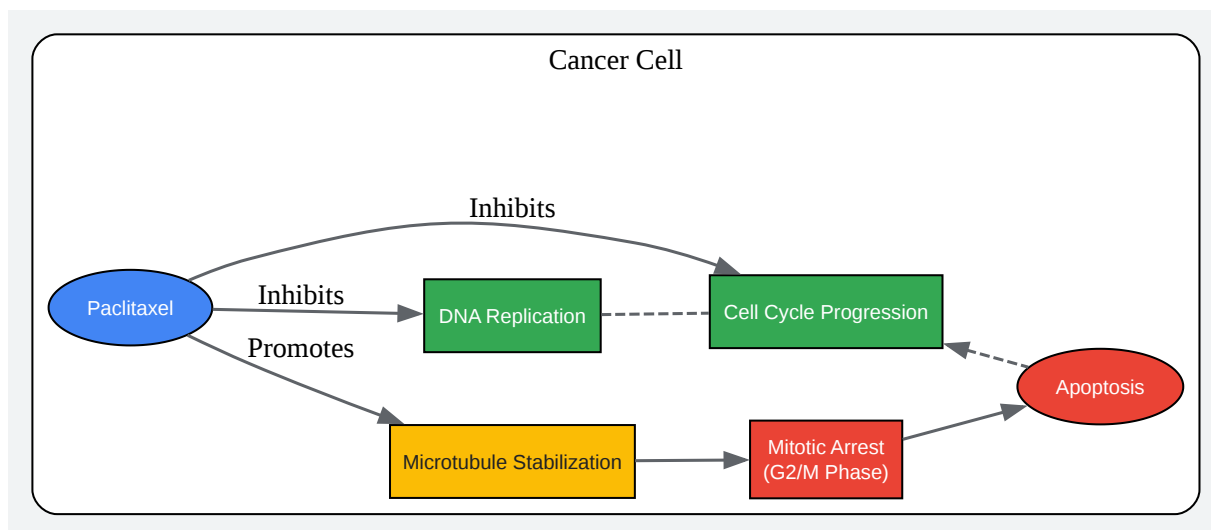 Cancer Cell
Inhibits
Paclitaxel
Inhibits
DNA Replication
Cell Cycle Progression
Promotes
Apoptosis
Microtubule Stabilization
Mitotic Arrest
(G2/M Phase)